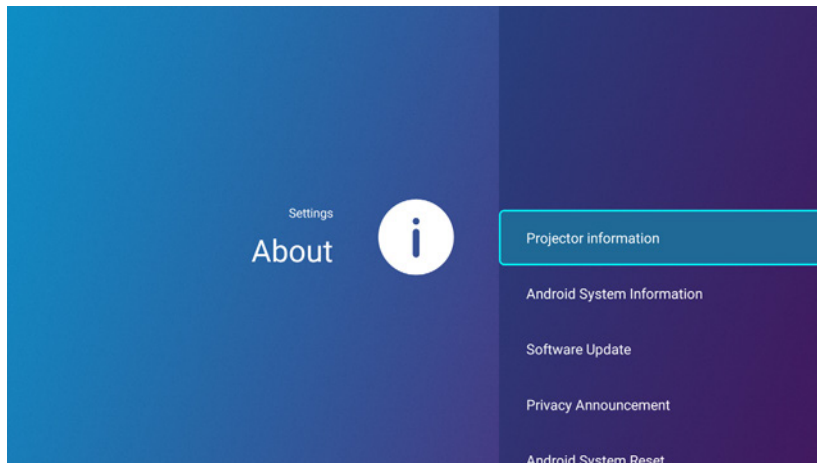 Settings
About
i
Projector information
Android System Information
Software Update
Privacy Announcement
Android System Reset